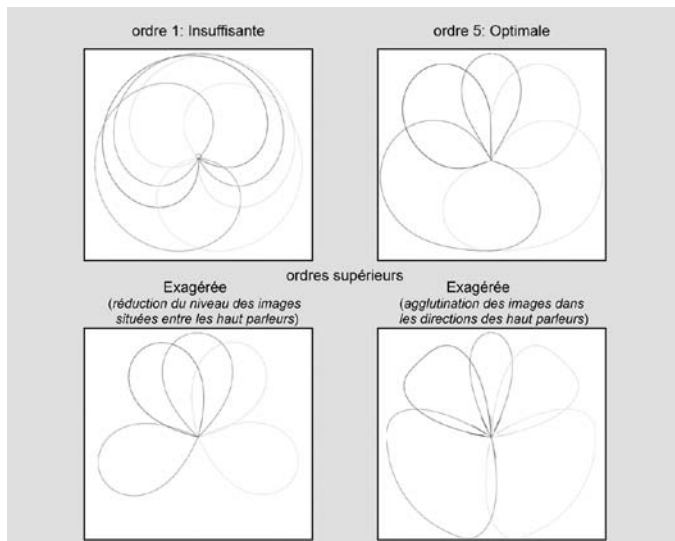 ordre 1: Insuffisante
ordre 5: Optimale
ordres supérieurs
Exagérée
(réduction du niveau des images
situées entre les haut parleurs)
Exagérée
(agglutination des images dans
les directions des haut parleurs)